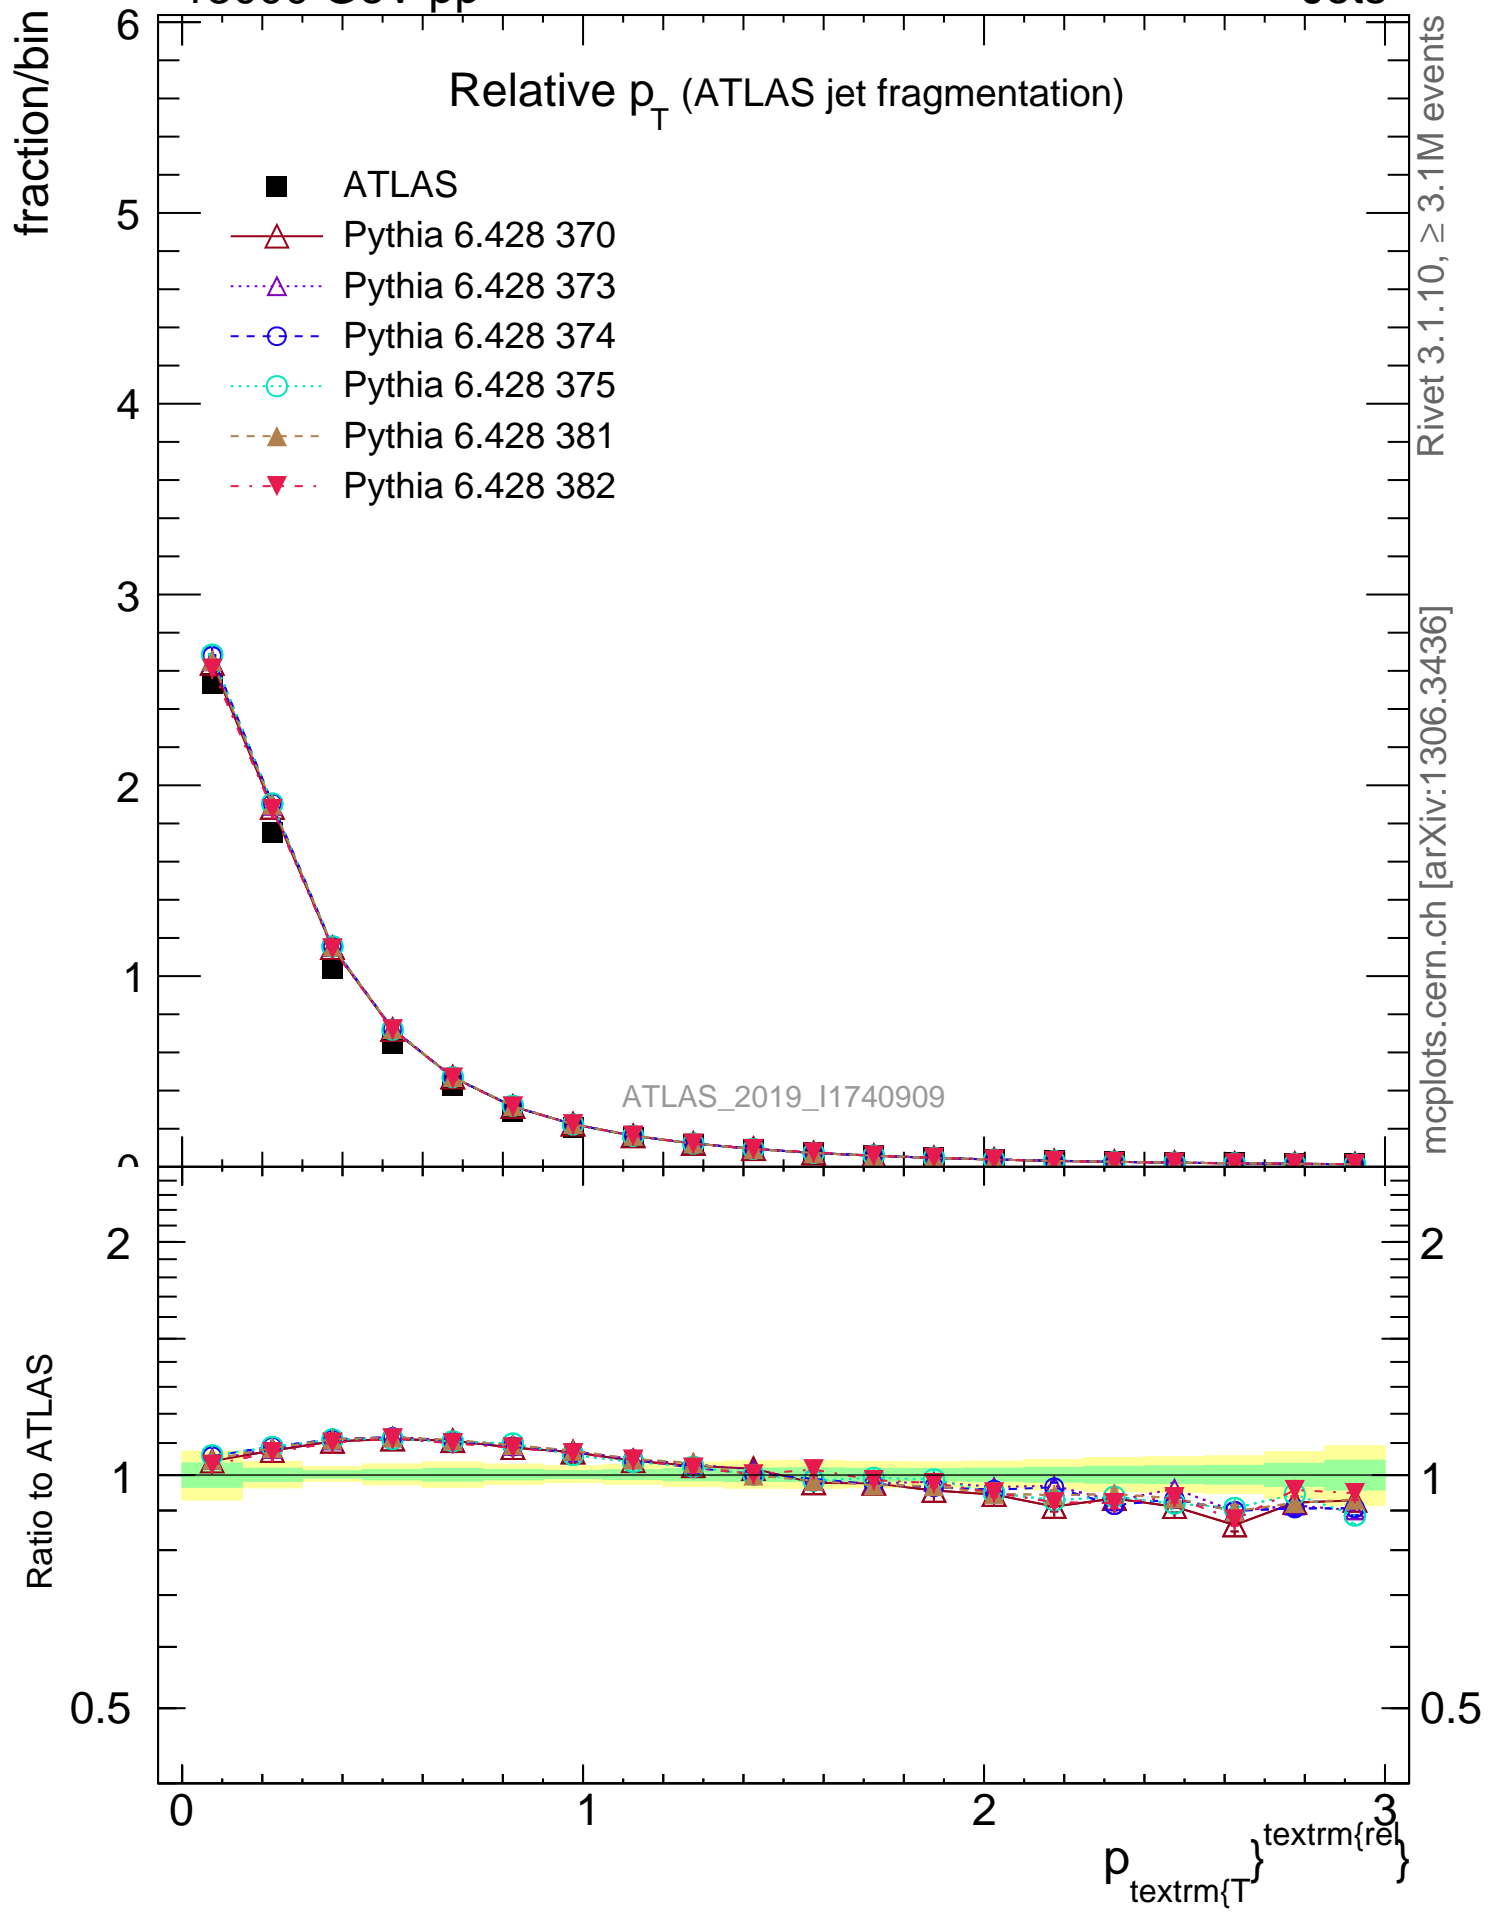 fraction/bin
Relative p_T (ATLAS jet fragmentation)
ATLAS
Pythia 6.428 370
Pythia 6.428 373
Pythia 6.428 374
Pythia 6.428 375
Pythia 6.428 381
Pythia 6.428 382
6
5
4
3
2
1
0
ATLAS_2019_I1740909
Rivet 3.1.10, ≥ 3.1M events
mcplots.cern.ch [arXiv:1306.3436]
Ratio to ATLAS
2
1
0.5
2
1
0.5
0
1
2
3
p_textrm{T}^textrm{rel}